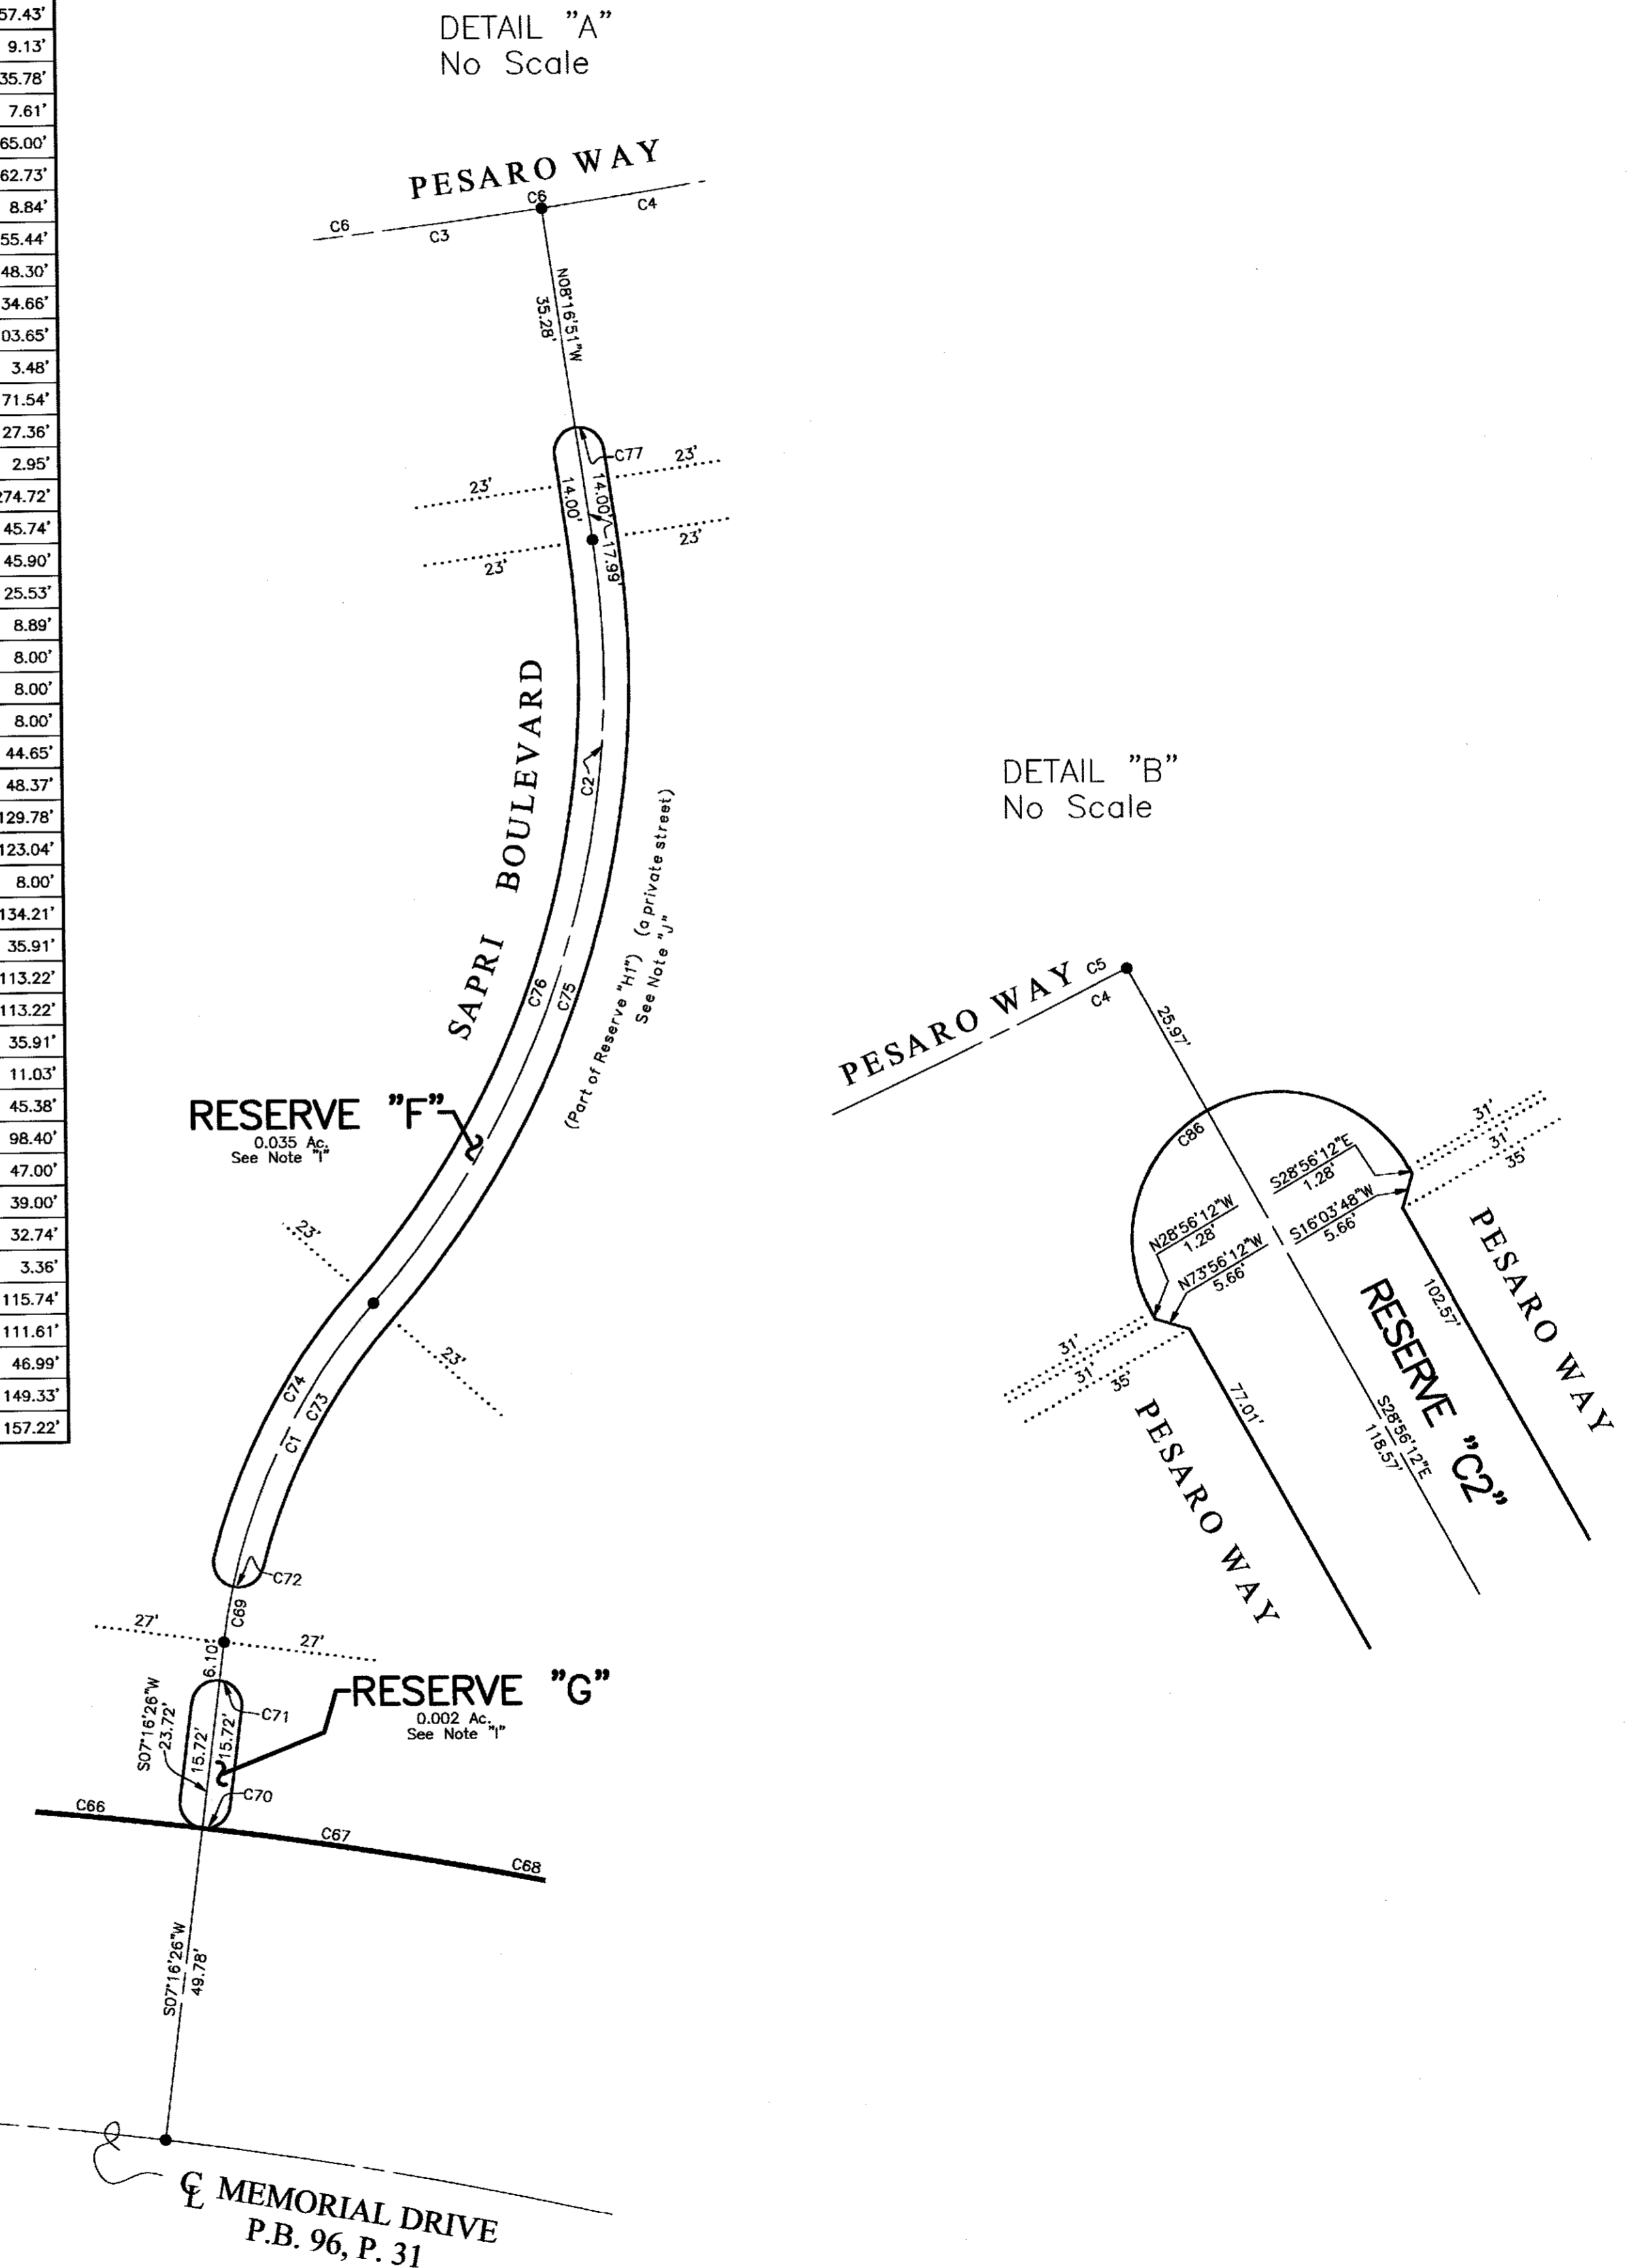 57.43'
9.13'
35.78'
7.61'
65.00'
62.73'
8.84'
55.44'
48.30'
34.66'
03.65'
3.48'
71.54'
27.36'
2.95'
274.72'
45.74'
45.90'
25.53'
8.89'
8.00'
8.00'
8.00'
44.65'
48.37'
129.78'
123.04'
8.00'
134.21'
35.91'
113.22'
113.22'
35.91'
11.03'
45.38'
98.40'
47.00'
39.00'
32.74'
3.36'
115.74'
111.61'
46.99'
149.33'
157.22'
DETAIL "A"
No Scale
PESARO WAY
C6
C6
C3
C4
N08°16'51"W
35.28'
C77
23'
23'
14.00'
14.00'
17.99'
23'
23'
SAPRI BOULEVARD
C2
(Part of Reserve "H1") (a private street)
See Note "J"
C76
C75
RESERVE "F"
0.035 Ac.
See Note "I"
23'
23'
C74
C73
C1
C72
C69
27'
27'
6.10'
S07°16'26"W
23.72'
RESERVE "G"
0.002 Ac.
See Note "I"
C71
15.72'
15.72'
C70
C66
C67
C68
S07°16'26"W
49.78'
℄ MEMORIAL DRIVE
P.B. 96, P. 31
DETAIL "B"
No Scale
PESARO WAY
C5
C4
25.97'
C86
S28°56'12"E
1.28'
S16°03'48"W
5.66'
N28°56'12"W
1.28'
N73°56'12"W
5.66'
31'
31'
35'
31'
31'
35'
PESARO WAY
102.57'
RESERVE "C2"
S28°56'12"E
118.57'
77.01'
PESARO WAY